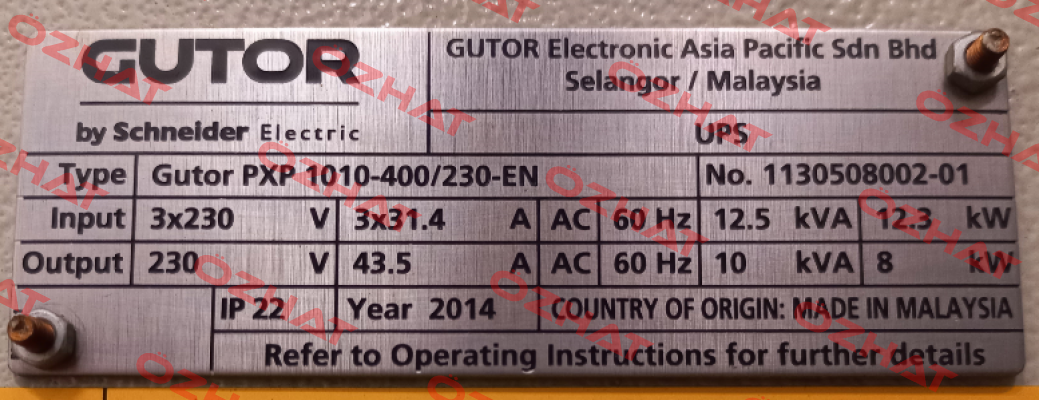 GUTOR
by Schneider Electric
GUTOR Electronic Asia Pacific Sdn Bhd
Selangor / Malaysia
UPS
Type Gutor PXP 1010-400/230-EN No. 1130508002-01
Input 3x230 V 3x31.4 A AC 60 Hz 12.5 kVA 12.3 kW
Output 230 V 43.5 A AC 60 Hz 10 kVA 8 kW
IP 22 Year 2014 COUNTRY OF ORIGIN: MADE IN MALAYSIA
Refer to Operating Instructions for further details
OZHAT